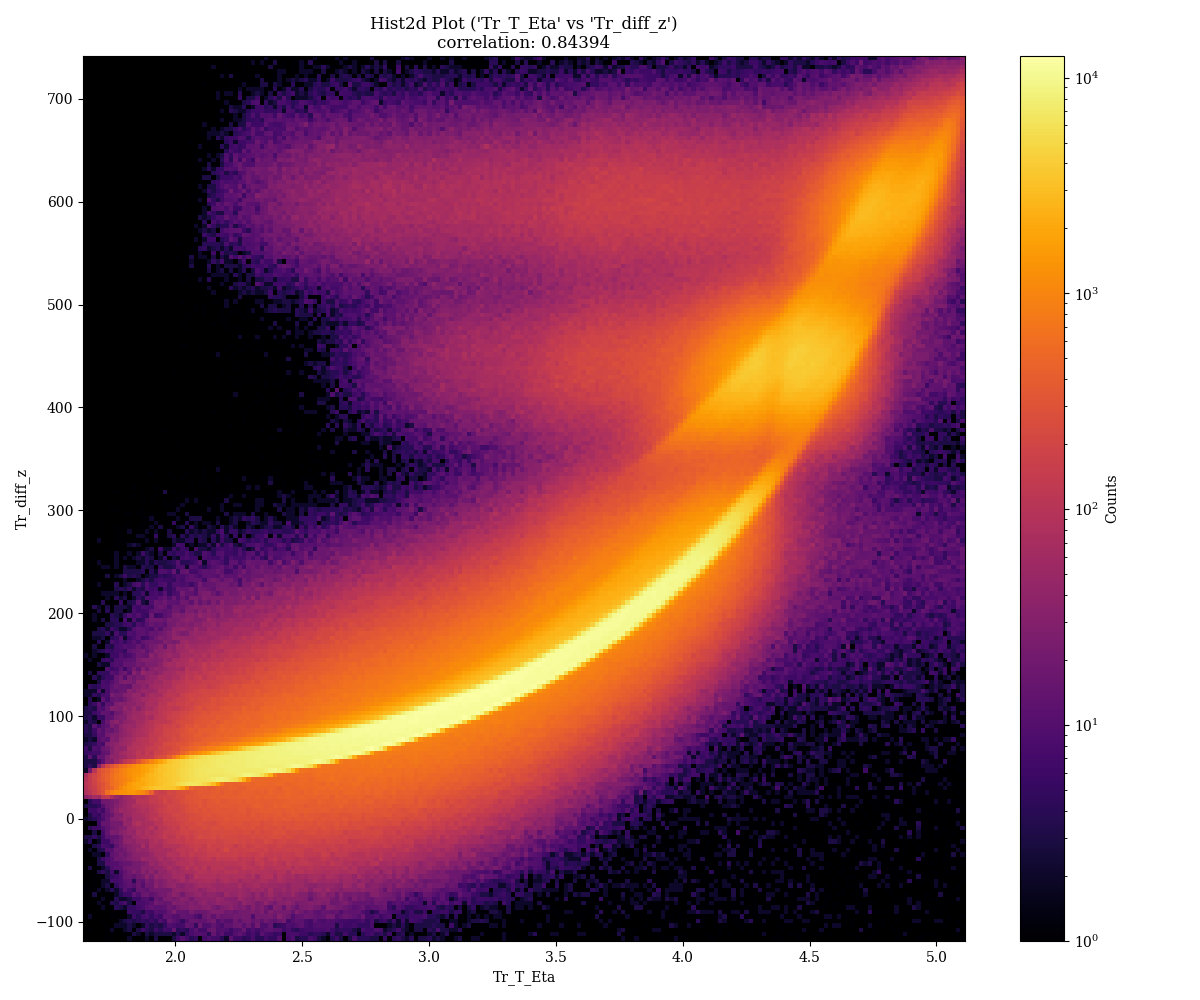 Hist2d Plot ('Tr_T_Eta' vs 'Tr_diff_z')
correlation: 0.84394
700
600
500
400
300
200
100
0
−100
Tr_diff_z
2.0 2.5 3.0 3.5 4.0 4.5 5.0
Tr_T_Eta
10⁴
10³
10²
10¹
10⁰
Counts